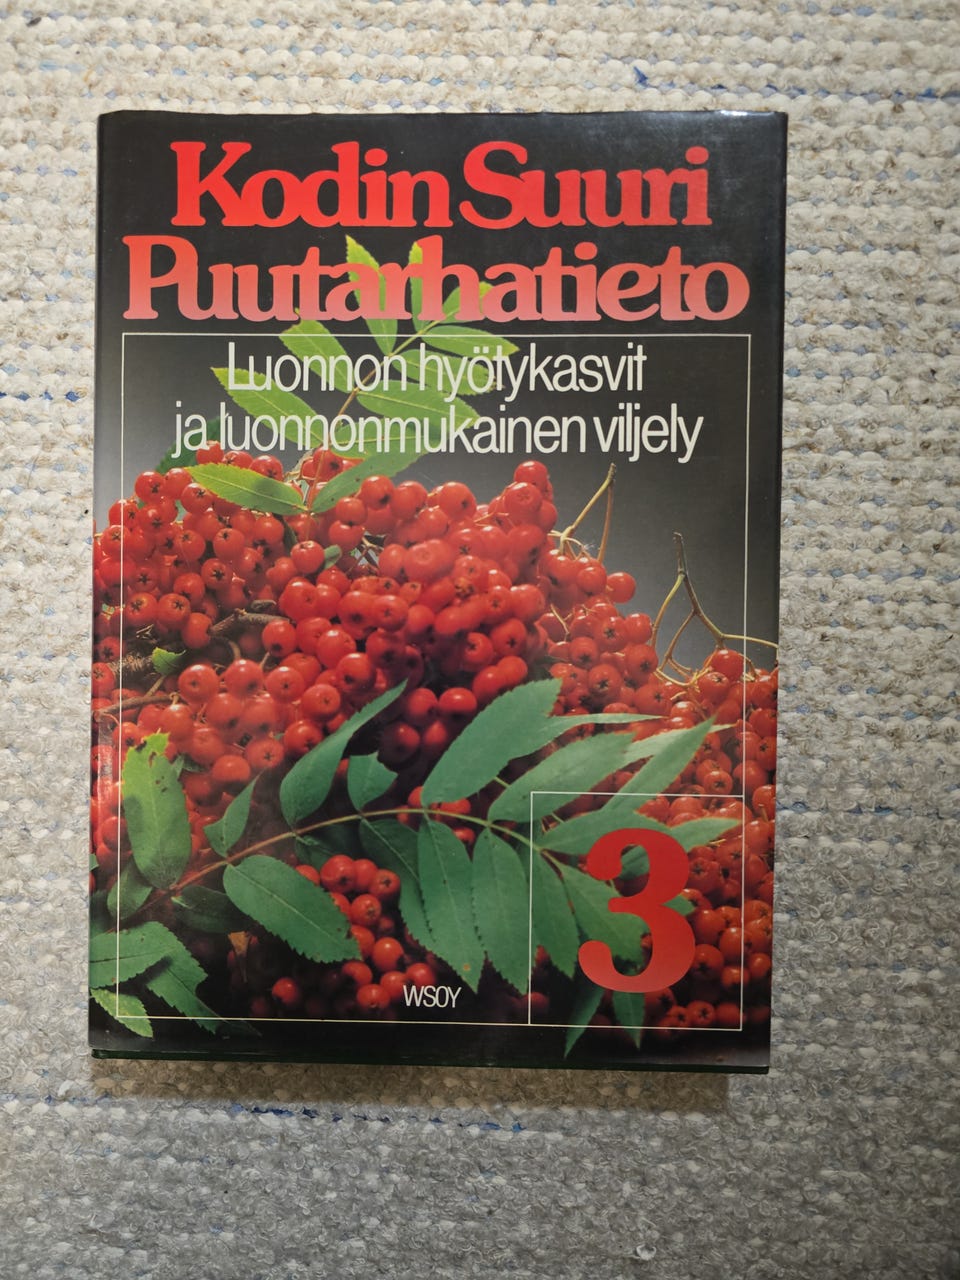 Kodin Suuri
Puutarhatieto
Luonnon hyötykasvit
ja luonnonmukainen viljely
3
WSOY